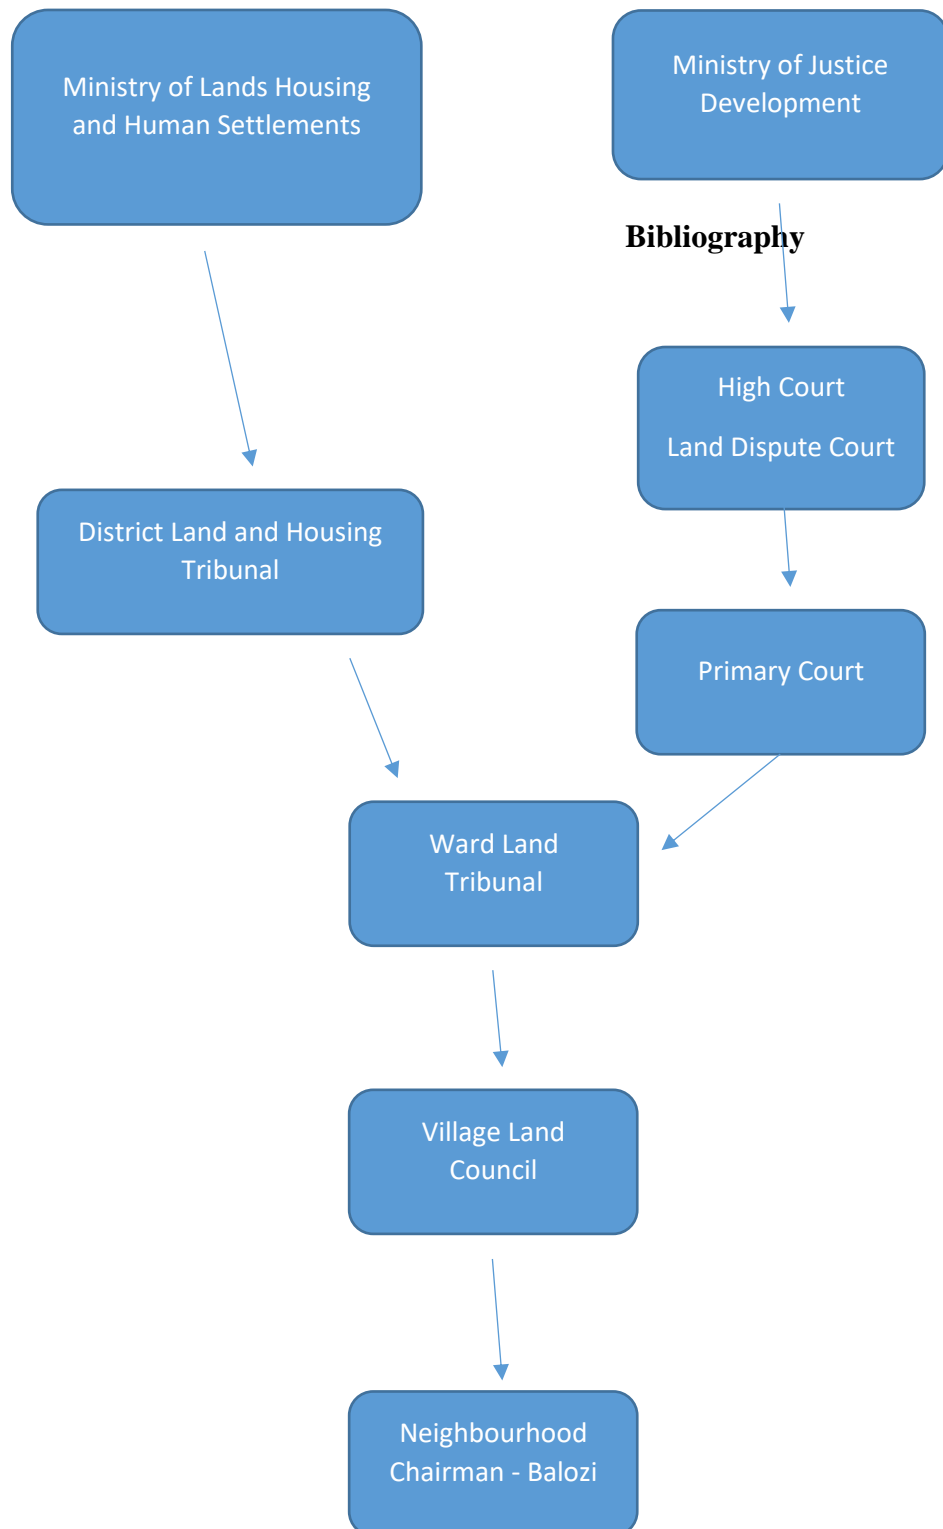 Ministry of Lands Housing
and Human Settlements
Ministry of Justice
Development
Bibliography
High Court
Land Dispute Court
District Land and Housing
Tribunal
Primary Court
Ward Land
Tribunal
Village Land
Council
Neighbourhood
Chairman - Balozi